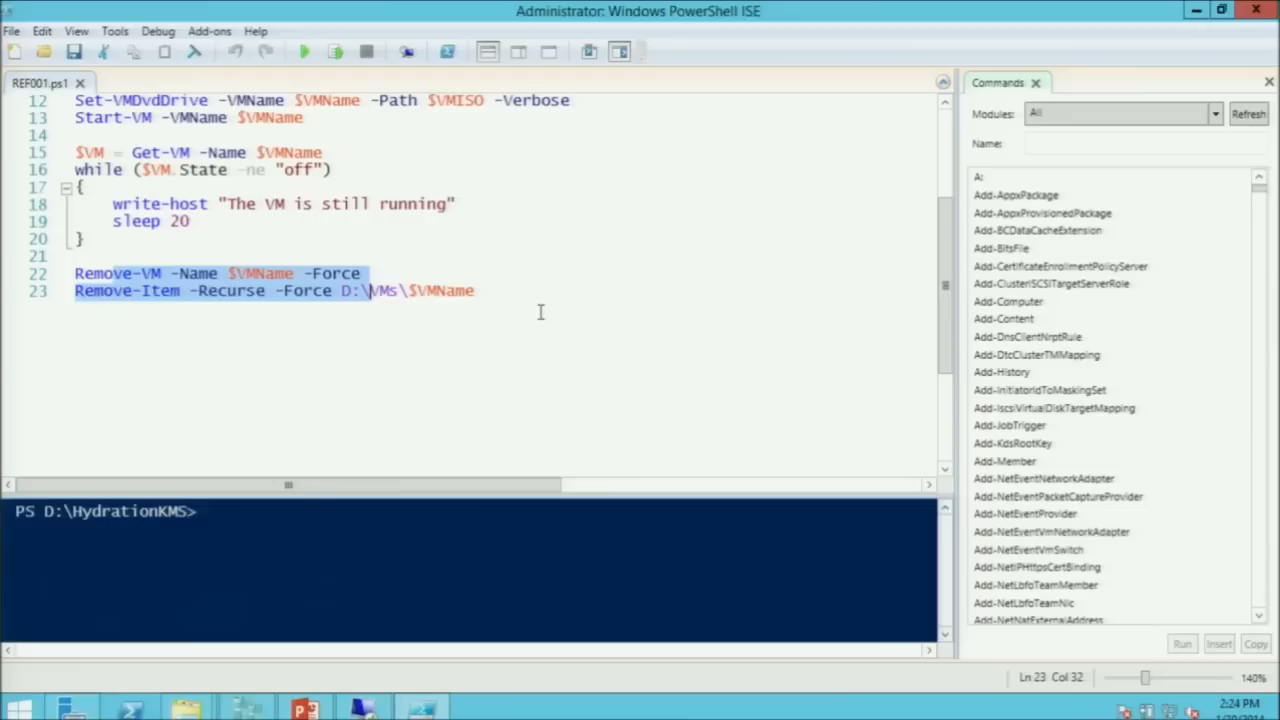 Administrator: Windows PowerShell ISE
File Edit View Tools Debug Add-ons Help
REF001.ps1
12 Set-VMDvdDrive -VMName $VMName -Path $VMISO -Verbose
13 Start-VM -VMName $VMName
14
15 $VM = Get-VM -Name $VMName
16 while ($VM.State -ne "off")
17 {
18 write-host "The VM is still running"
19 sleep 20
20 }
21
22 Remove-VM -Name $VMName -Force
23 Remove-Item -Recurse -Force D:\VMs\$VMName
PS D:\HydrationKMS>
Commands
Modules: All Refresh
Name:
A:
Add-AppxPackage
Add-AppxProvisionedPackage
Add-BCDataCacheExtension
Add-BitsFile
Add-CertificateEnrollmentPolicyServer
Add-ClusteriSCSITargetServerRole
Add-Computer
Add-Content
Add-DnsClientNrptRule
Add-DtcClusterTMMapping
Add-History
Add-InitiatorIdToMaskingSet
Add-IscsiVirtualDiskTargetMapping
Add-JobTrigger
Add-KdsRootKey
Add-Member
Add-NetEventNetworkAdapter
Add-NetEventPacketCaptureProvider
Add-NetEventProvider
Add-NetEventVmNetworkAdapter
Add-NetEventVmSwitch
Add-NetIPHttpsCertBinding
Add-NetLbfoTeamMember
Add-NetLbfoTeamNic
Add-NetNatExternalAddress
Run Insert Copy
Ln 23 Col 32 140%
2:24 PM